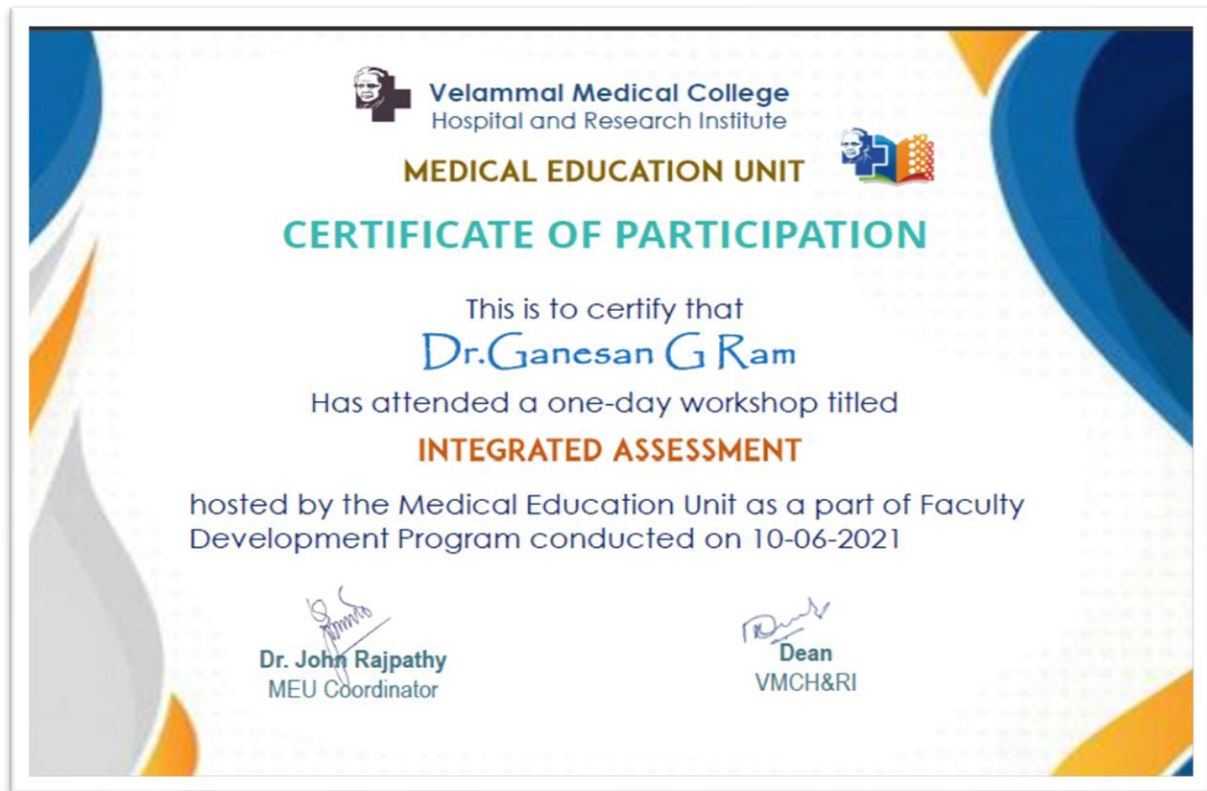 Velammal Medical College
Hospital and Research Institute
MEDICAL EDUCATION UNIT
CERTIFICATE OF PARTICIPATION
This is to certify that
Dr.Ganesan G Ram
Has attended a one-day workshop titled
INTEGRATED ASSESSMENT
hosted by the Medical Education Unit as a part of Faculty
Development Program conducted on 10-06-2021
Dr. John Rajpathy
MEU Coordinator
Dean
VMCH&RI